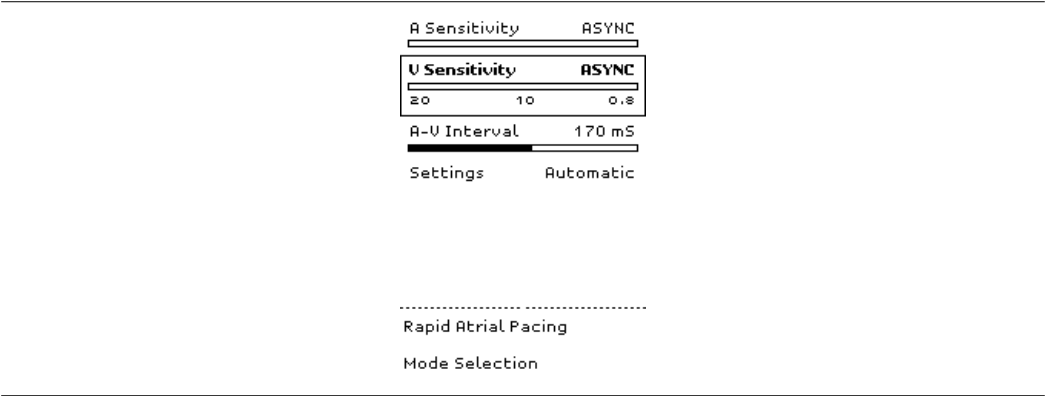 A Sensitivity ASYNC
V Sensitivity ASYNC
20 10 0.8
A-V Interval 170 mS
Settings Automatic
Rapid Atrial Pacing
Mode Selection